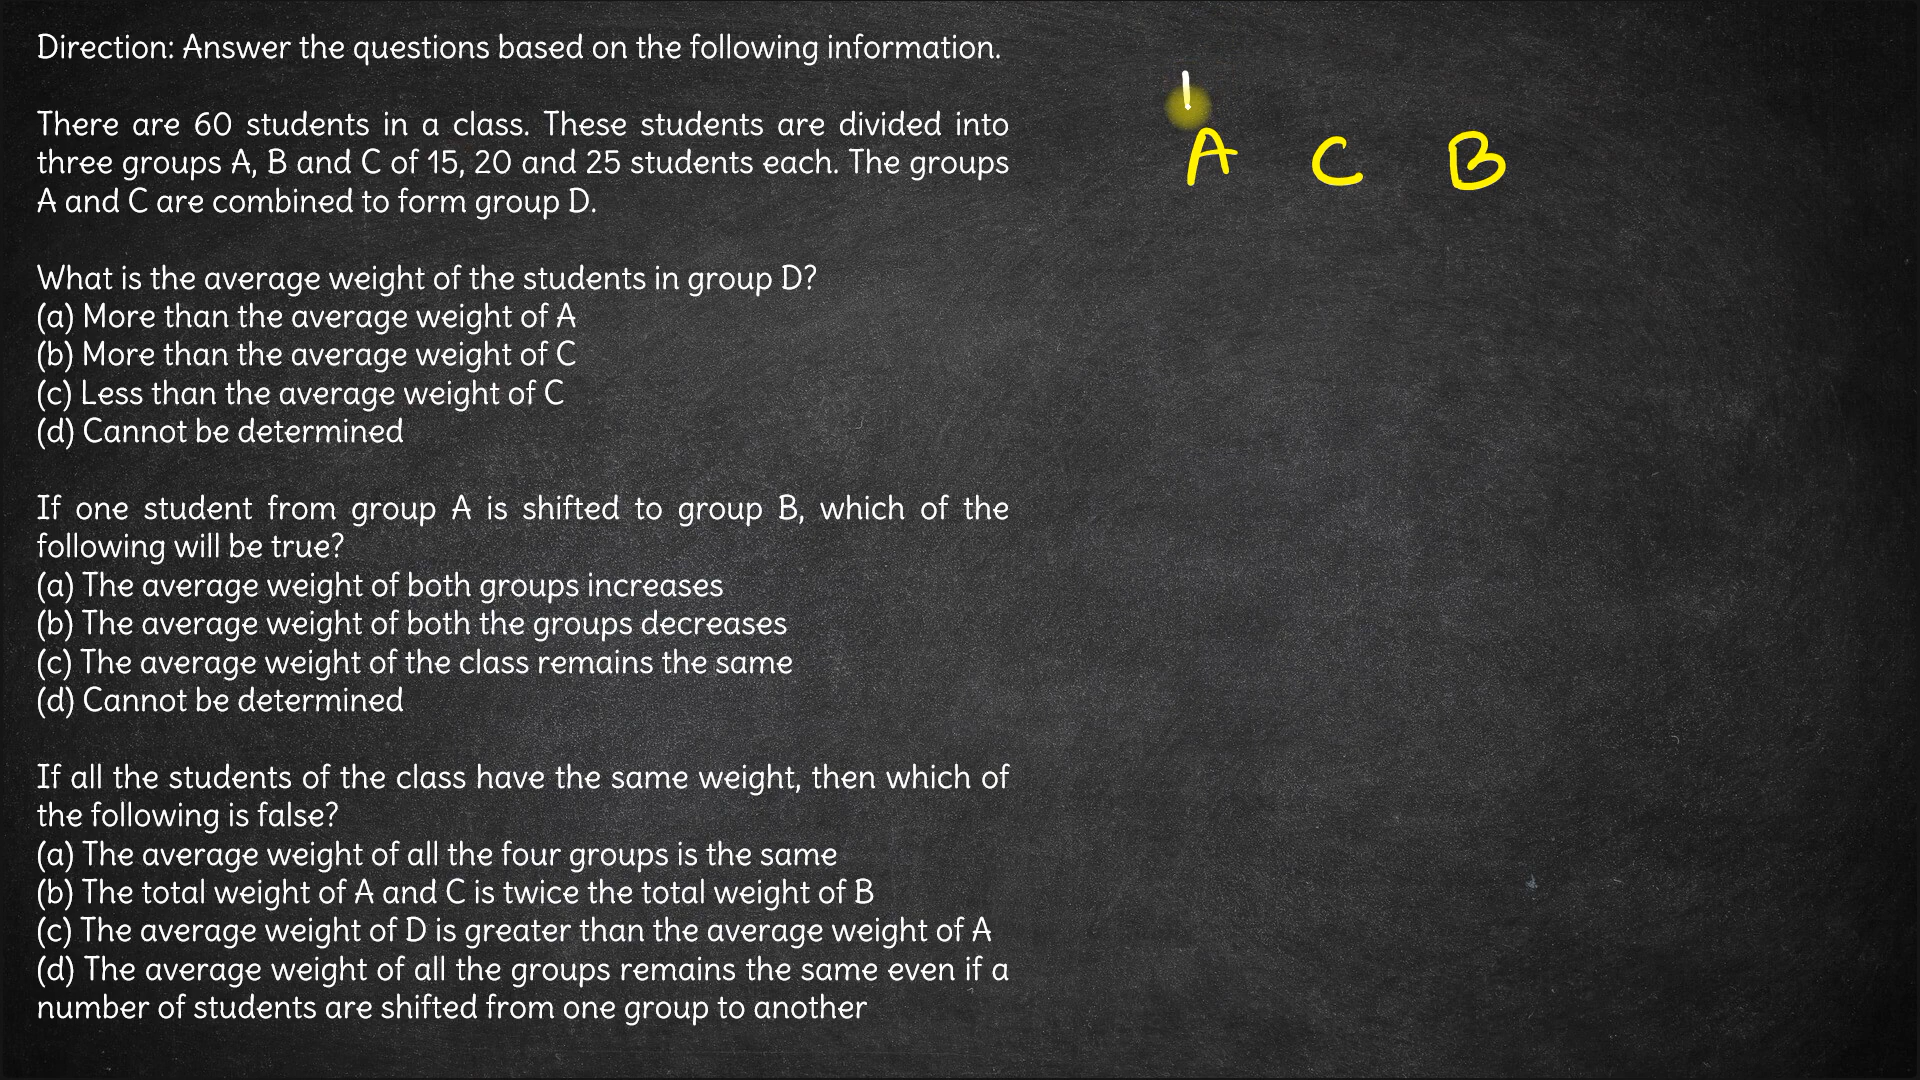 Direction: Answer the questions based on the following information.
There are 60 students in a class. These students are divided into
three groups A, B and C of 15, 20 and 25 students each. The groups
A and C are combined to form group D.
What is the average weight of the students in group D?
(a) More than the average weight of A
(b) More than the average weight of C
(c) Less than the average weight of C
(d) Cannot be determined
If one student from group A is shifted to group B, which of the
following will be true?
(a) The average weight of both groups increases
(b) The average weight of both the groups decreases
(c) The average weight of the class remains the same
(d) Cannot be determined
If all the students of the class have the same weight, then which of
the following is false?
(a) The average weight of all the four groups is the same
(b) The total weight of A and C is twice the total weight of B
(c) The average weight of D is greater than the average weight of A
(d) The average weight of all the groups remains the same even if a
number of students are shifted from one group to another
1
A C B